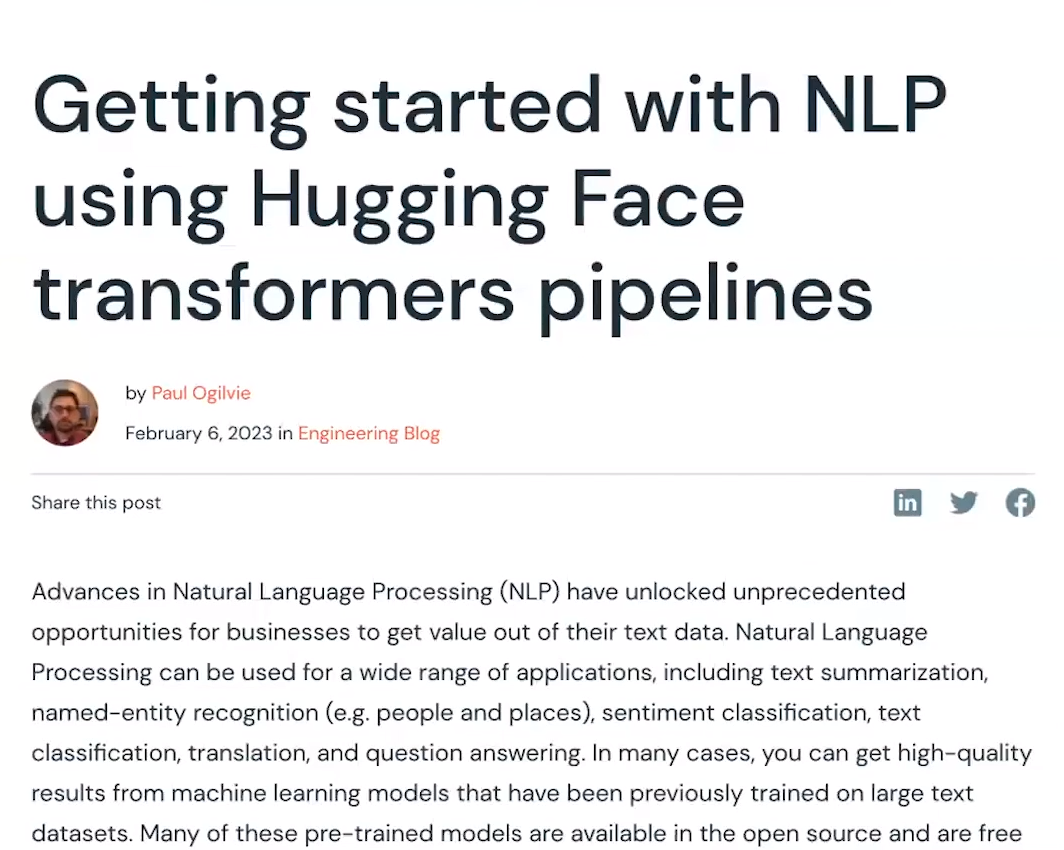 Getting started with NLP
using Hugging Face
transformers pipelines
by Paul Ogilvie
February 6, 2023 in Engineering Blog
Share this post
in
Advances in Natural Language Processing (NLP) have unlocked unprecedented
opportunities for businesses to get value out of their text data. Natural Language
Processing can be used for a wide range of applications, including text summarization,
named-entity recognition (e.g. people and places), sentiment classification, text
classification, translation, and question answering. In many cases, you can get high-quality
results from machine learning models that have been previously trained on large text
datasets. Many of these pre-trained models are available in the open source and are free